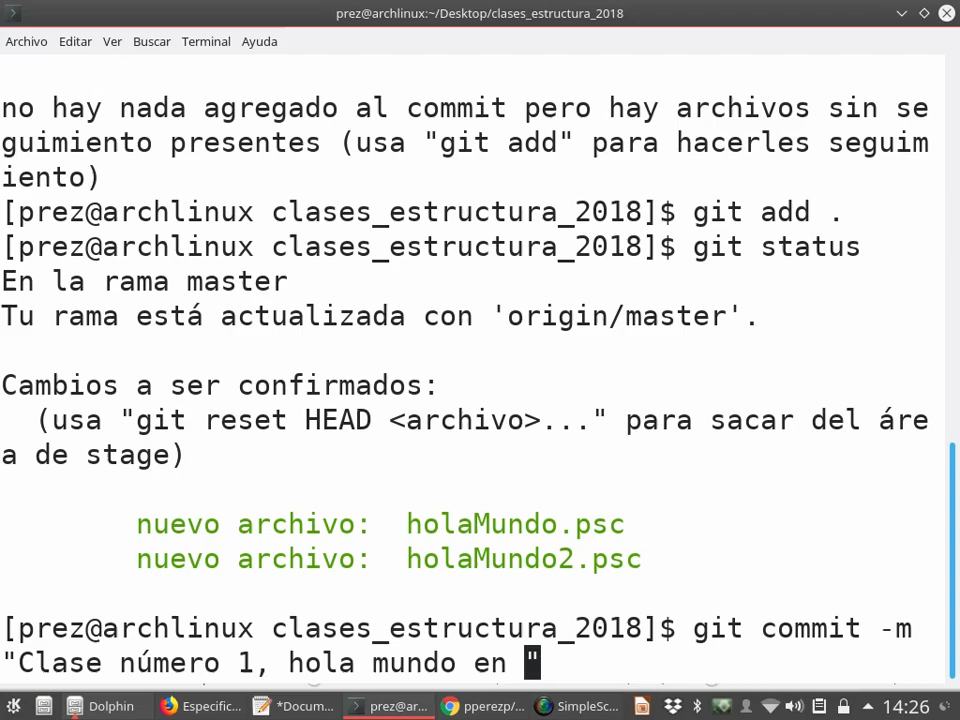 prez@archlinux:~/Desktop/clases_estructura_2018
Archivo Editar Ver Buscar Terminal Ayuda
no hay nada agregado al commit pero hay archivos sin se
guimiento presentes (usa "git add" para hacerles seguim
iento)
[prez@archlinux clases_estructura_2018]$ git add .
[prez@archlinux clases_estructura_2018]$ git status
En la rama master
Tu rama está actualizada con 'origin/master'.
Cambios a ser confirmados:
(usa "git reset HEAD <archivo>..." para sacar del áre
a de stage)
nuevo archivo: holaMundo.psc
nuevo archivo: holaMundo2.psc
[prez@archlinux clases_estructura_2018]$ git commit -m
"Clase número 1, hola mundo en "
Dolphin Especific... *Docum... prez@ar... pperezp/... SimpleSc... 14:26